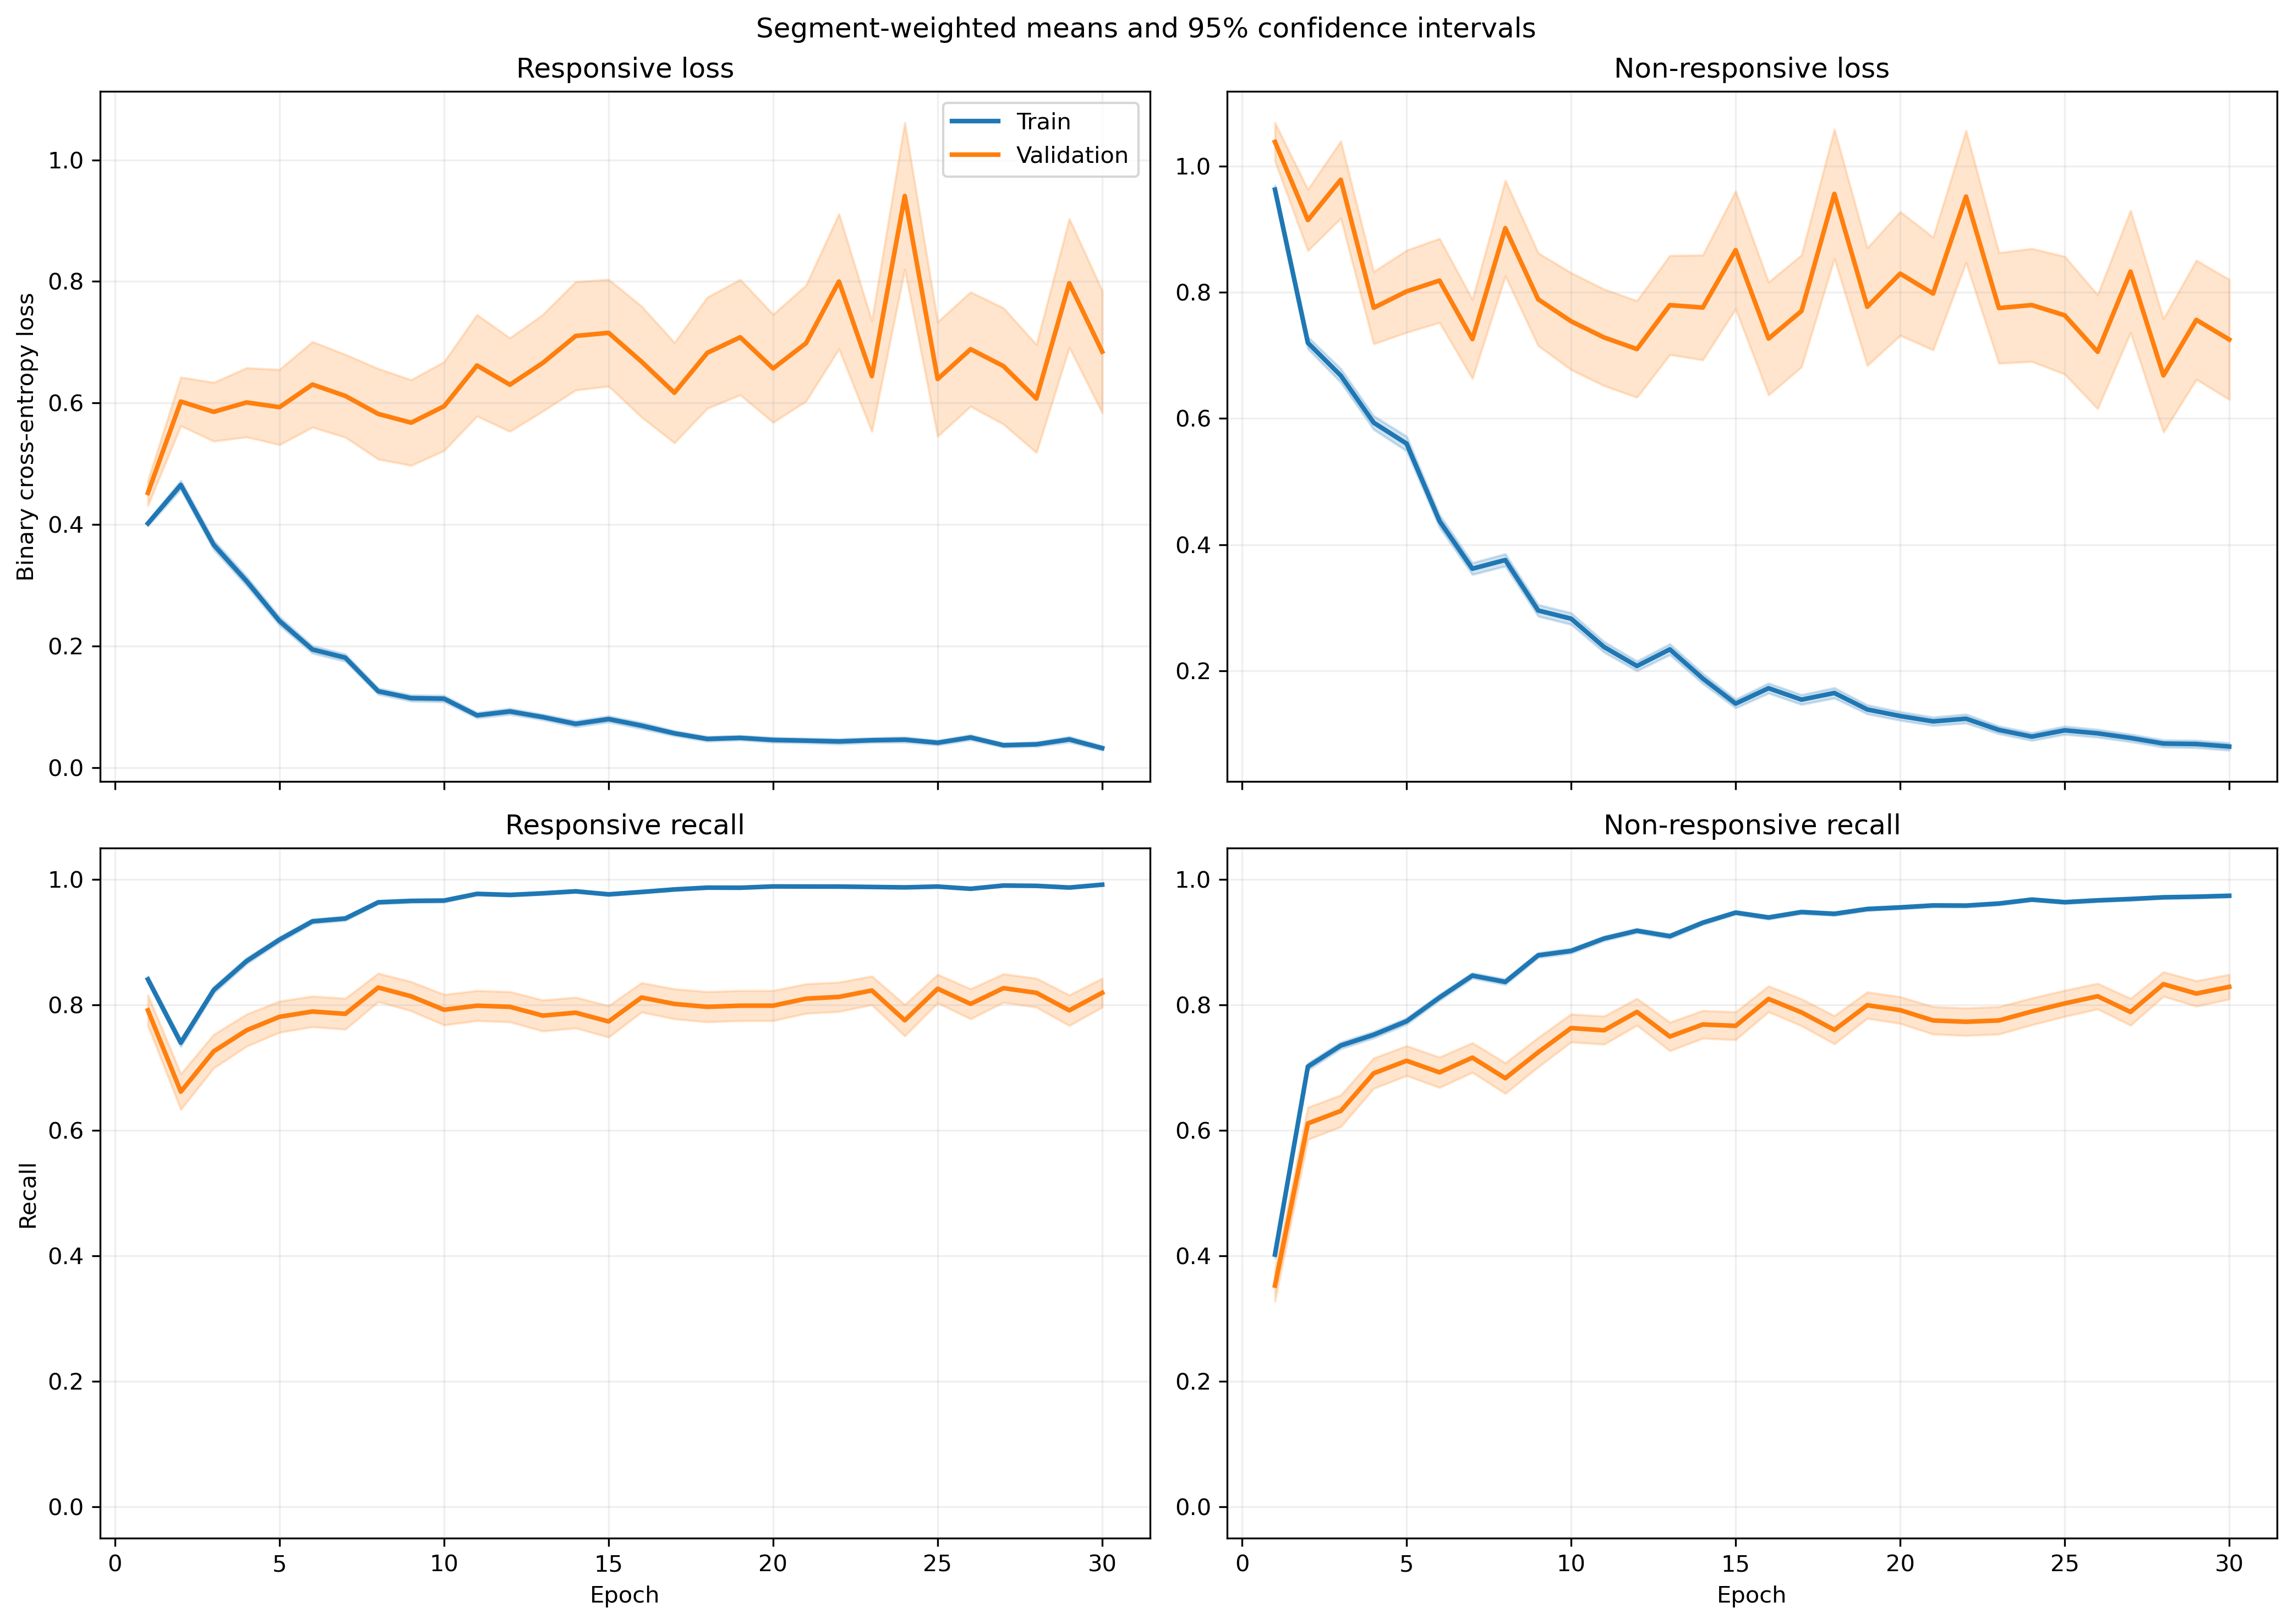 Segment-weighted means and 95% confidence intervals
Responsive loss
Non-responsive loss
Train
Validation
Binary cross-entropy loss
1.0
0.8
0.6
0.4
0.2
0.0
1.0
0.8
0.6
0.4
0.2
Responsive recall
Non-responsive recall
Recall
1.0
0.8
0.6
0.4
0.2
0.0
0 5 10 15 20 25 30
Epoch
1.0
0.8
0.6
0.4
0.2
0.0
0 5 10 15 20 25 30
Epoch